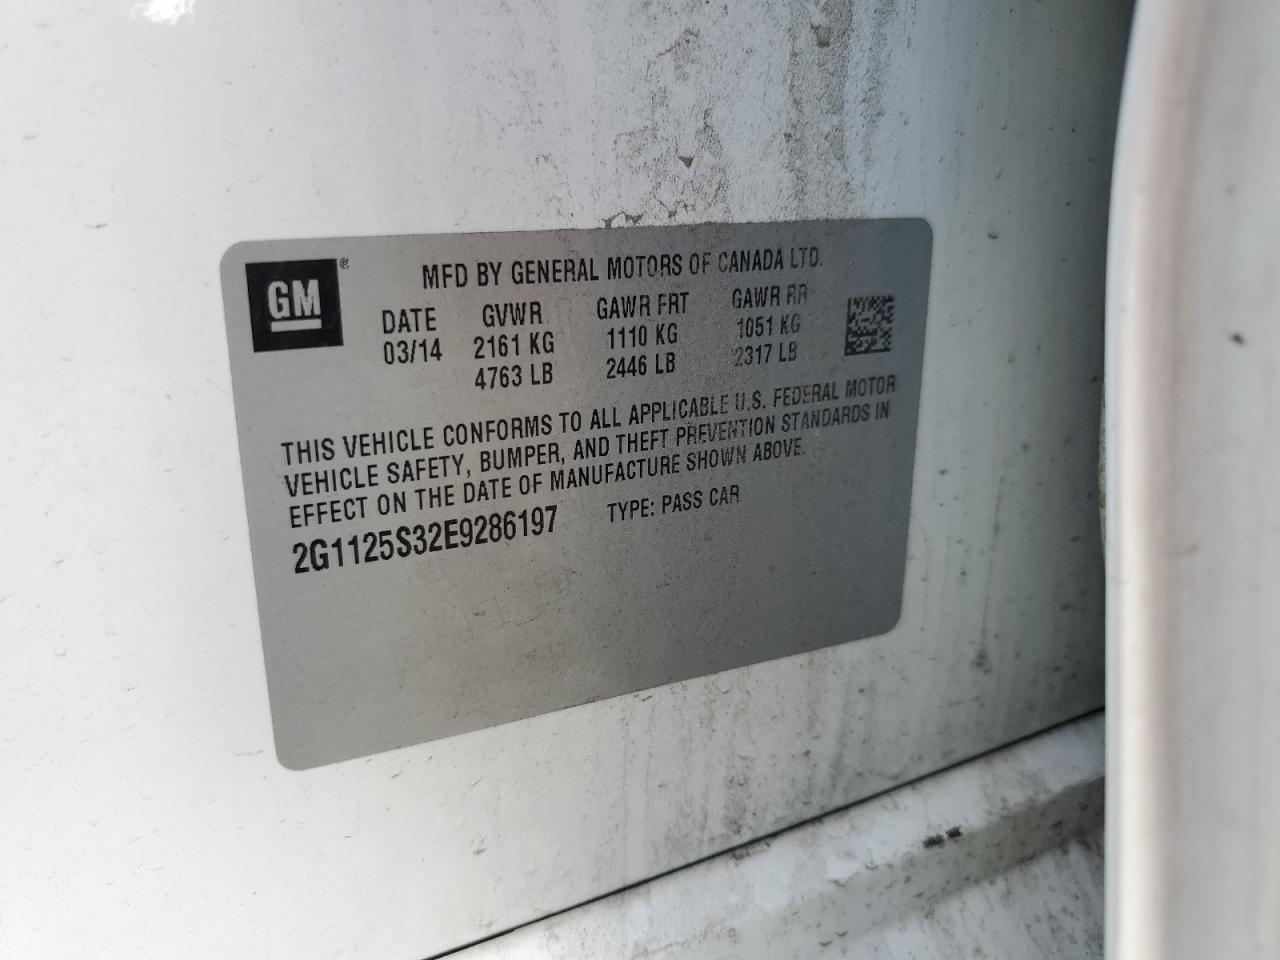 GM®
MFD BY GENERAL MOTORS OF CANADA LTD.
DATE GVWR GAWR FRT GAWR RR
03/14 2161 KG 1110 KG 1051 KG
4763 LB 2446 LB 2317 LB
THIS VEHICLE CONFORMS TO ALL APPLICABLE U.S. FEDERAL MOTOR
VEHICLE SAFETY, BUMPER, AND THEFT PREVENTION STANDARDS IN
EFFECT ON THE DATE OF MANUFACTURE SHOWN ABOVE.
2G1125S32E9286197 TYPE: PASS CAR